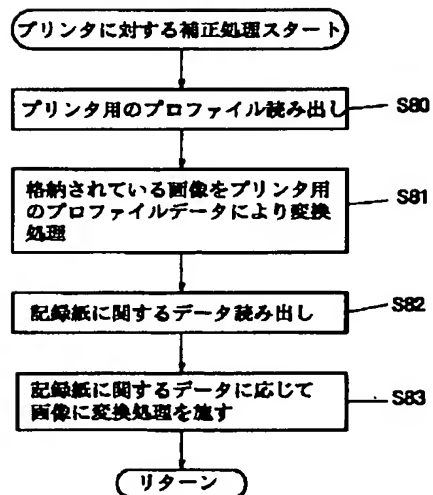 プリンタに対する補正処理スタート
プリンタ用のプロファイル読み出し
S80
格納されている画像をプリンタ用
のプロファイルデータにより変換
処理
S81
記録紙に関するデータ読み出し
S82
記録紙に関するデータに応じて
画像に変換処理を施す
S83
リターン